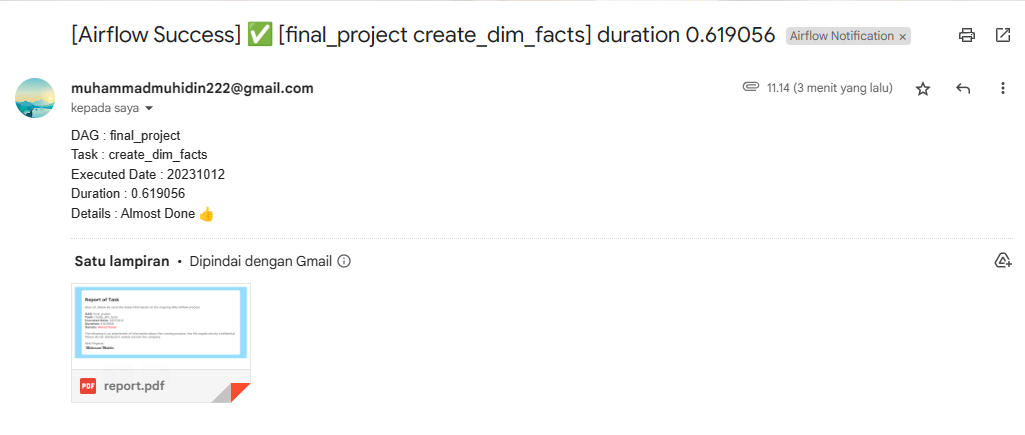 [Airflow Success] ✅ [final_project create_dim_facts] duration 0.619056 Airflow Notification ×
muhammadmuhidin222@gmail.com 11.14 (3 menit yang lalu)
kepada saya
DAG : final_project
Task : create_dim_facts
Executed Date : 20231012
Duration : 0.619056
Details : Almost Done 👍
Satu lampiran • Dipindai dengan Gmail
Report of Task
PDF report.pdf